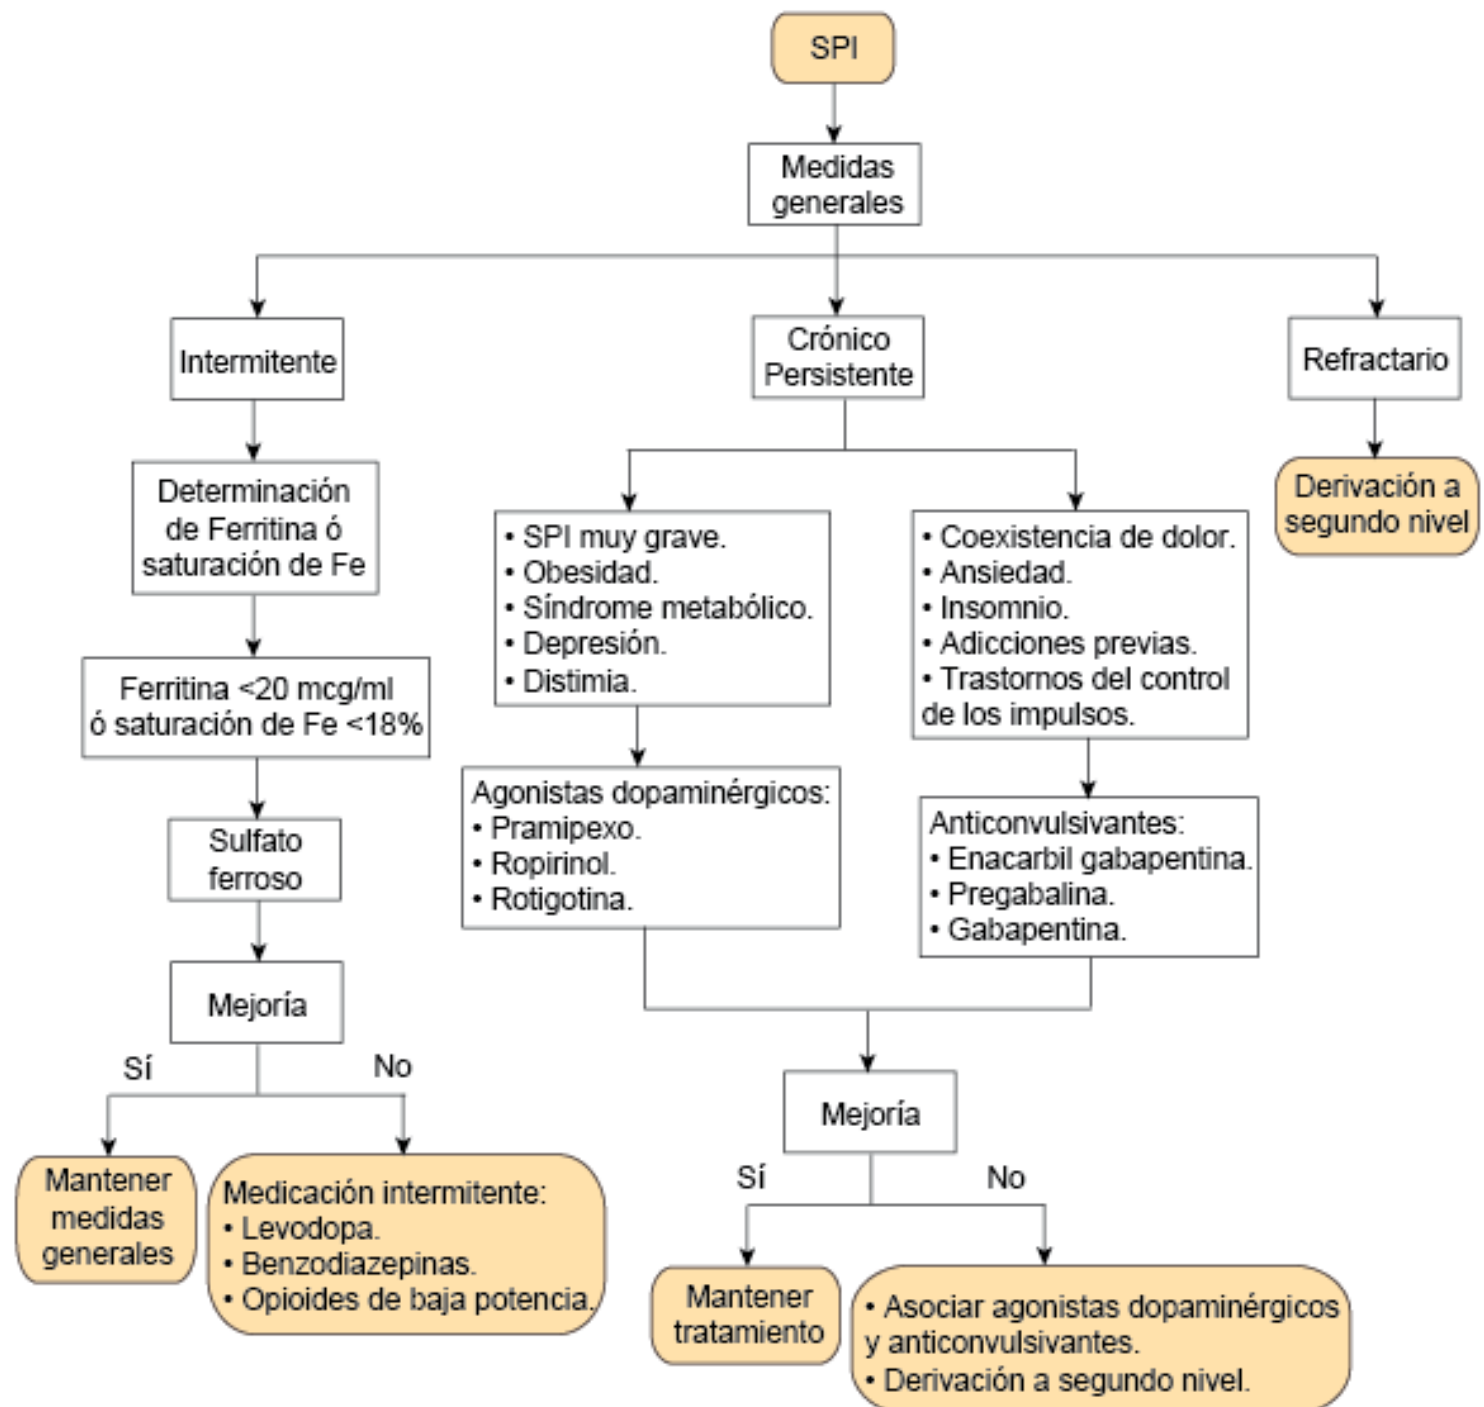 SPI
Medidas
generales
Intermitente
Determinación
de Ferritina ó
saturación de Fe
Ferritina <20 mcg/ml
ó saturación de Fe <18%
Sulfato
ferroso
Mejoría
Sí
No
Mantener
medidas
generales
Medicación intermitente:
• Levodopa.
• Benzodiazepinas.
• Opioides de baja potencia.
Crónico
Persistente
• SPI muy grave.
• Obesidad.
• Síndrome metabólico.
• Depresión.
• Distimia.
Agonistas dopaminérgicos:
• Pramipexo.
• Ropirinol.
• Rotigotina.
• Coexistencia de dolor.
• Ansiedad.
• Insomnio.
• Adicciones previas.
• Trastornos del control
de los impulsos.
Anticonvulsivantes:
• Enacarbil gabapentina.
• Pregabalina.
• Gabapentina.
Mejoría
Sí
No
Mantener
tratamiento
• Asociar agonistas dopaminérgicos
y anticonvulsivantes.
• Derivación a segundo nivel.
Refractario
Derivación a
segundo nivel